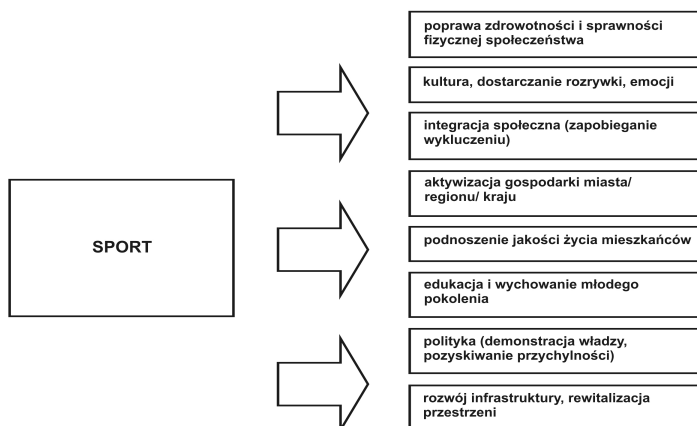 SPORT
poprawa zdrowotności i sprawności
fizycznej społeczeństwa
kultura, dostarczanie rozrywki, emocji
integracja społeczna (zapobieganie
wykluczeniu)
aktywizacja gospodarki miasta/
regionu/ kraju
podnoszenie jakości życia mieszkańców
edukacja i wychowanie młodego
pokolenia
polityka (demonstracja władzy,
pozyskiwanie przychylności)
rozwój infrastruktury, rewitalizacja
przestrzeni